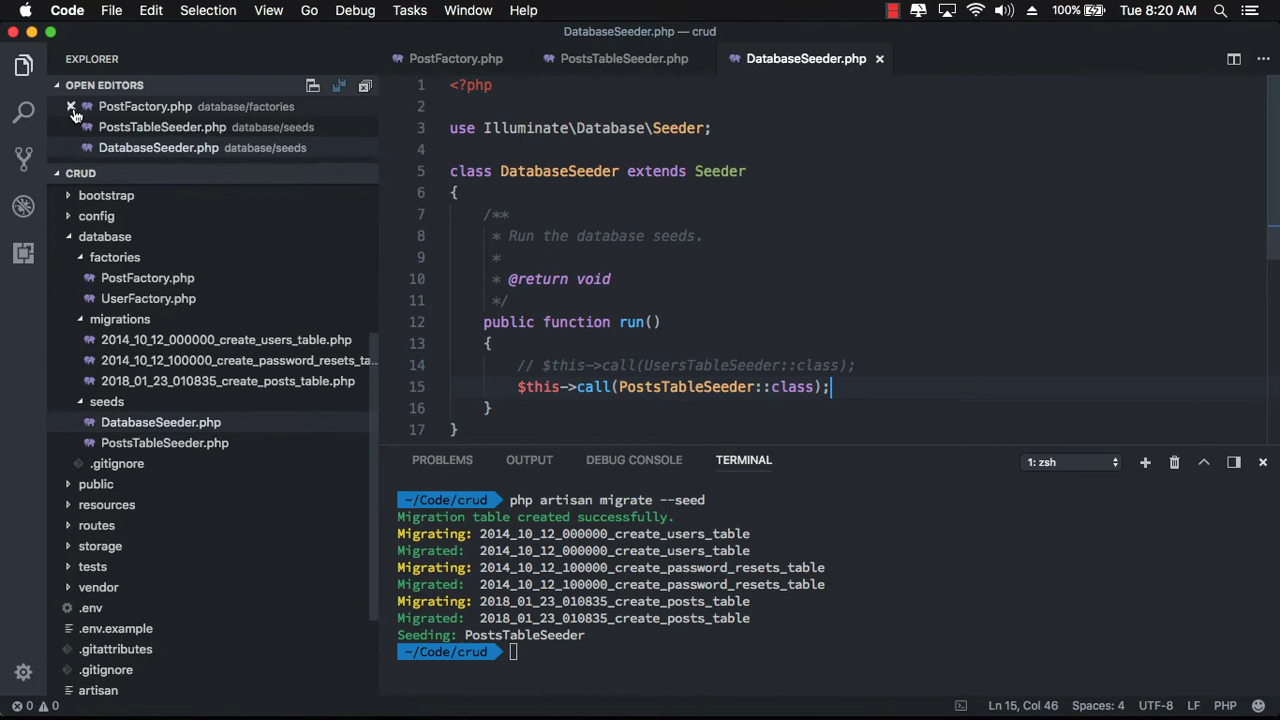 Code File Edit Selection View Go Debug Tasks Window Help 100% Tue 8:20 AM
DatabaseSeeder.php — crud
EXPLORER
OPEN EDITORS
PostFactory.php database/factories
PostsTableSeeder.php database/seeds
DatabaseSeeder.php database/seeds
CRUD
bootstrap
config
database
factories
PostFactory.php
UserFactory.php
migrations
2014_10_12_000000_create_users_table.php
2014_10_12_100000_create_password_resets_ta...
2018_01_23_010835_create_posts_table.php
seeds
DatabaseSeeder.php
PostsTableSeeder.php
.gitignore
public
resources
routes
storage
tests
vendor
.env
.env.example
.gitattributes
.gitignore
artisan
PostFactory.php PostsTableSeeder.php DatabaseSeeder.php
1 <?php
2
3 use Illuminate\Database\Seeder;
4
5 class DatabaseSeeder extends Seeder
6 {
7 /**
8 * Run the database seeds.
9 *
10 * @return void
11 */
12 public function run()
13 {
14 // $this->call(UsersTableSeeder::class);
15 $this->call(PostsTableSeeder::class);
16 }
17 }
PROBLEMS OUTPUT DEBUG CONSOLE TERMINAL 1: zsh
~/Code/crud php artisan migrate --seed
Migration table created successfully.
Migrating: 2014_10_12_000000_create_users_table
Migrated: 2014_10_12_000000_create_users_table
Migrating: 2014_10_12_100000_create_password_resets_table
Migrated: 2014_10_12_100000_create_password_resets_table
Migrating: 2018_01_23_010835_create_posts_table
Migrated: 2018_01_23_010835_create_posts_table
Seeding: PostsTableSeeder
~/Code/crud
0 0 Ln 15, Col 46 Spaces: 4 UTF-8 LF PHP